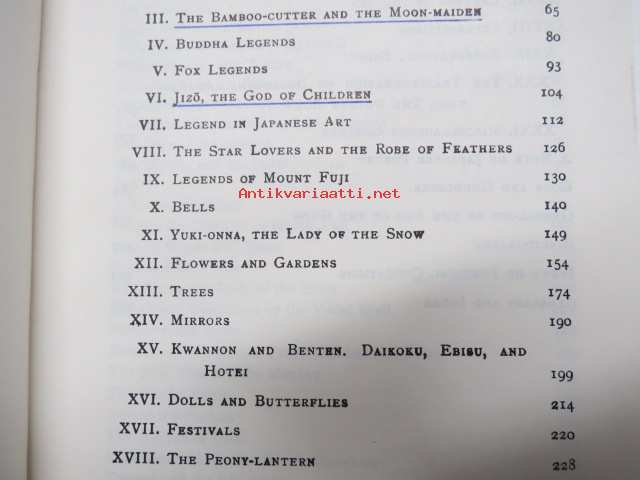 III. The Bamboo-cutter and the Moon-maiden 65
IV. Buddha Legends 80
V. Fox Legends 93
VI. Jizō, the God of Children 104
VII. Legend in Japanese Art 112
VIII. The Star Lovers and the Robe of Feathers 126
IX. Legends of Mount Fuji 130
Antikvariaatti.net
X. Bells 140
XI. Yuki-onna, the Lady of the Snow 149
XII. Flowers and Gardens 154
XIII. Trees 174
XIV. Mirrors 190
XV. Kwannon and Benten. Daikoku, Ebisu, and
Hotei 199
XVI. Dolls and Butterflies 214
XVII. Festivals 220
XVIII. The Peony-lantern 228